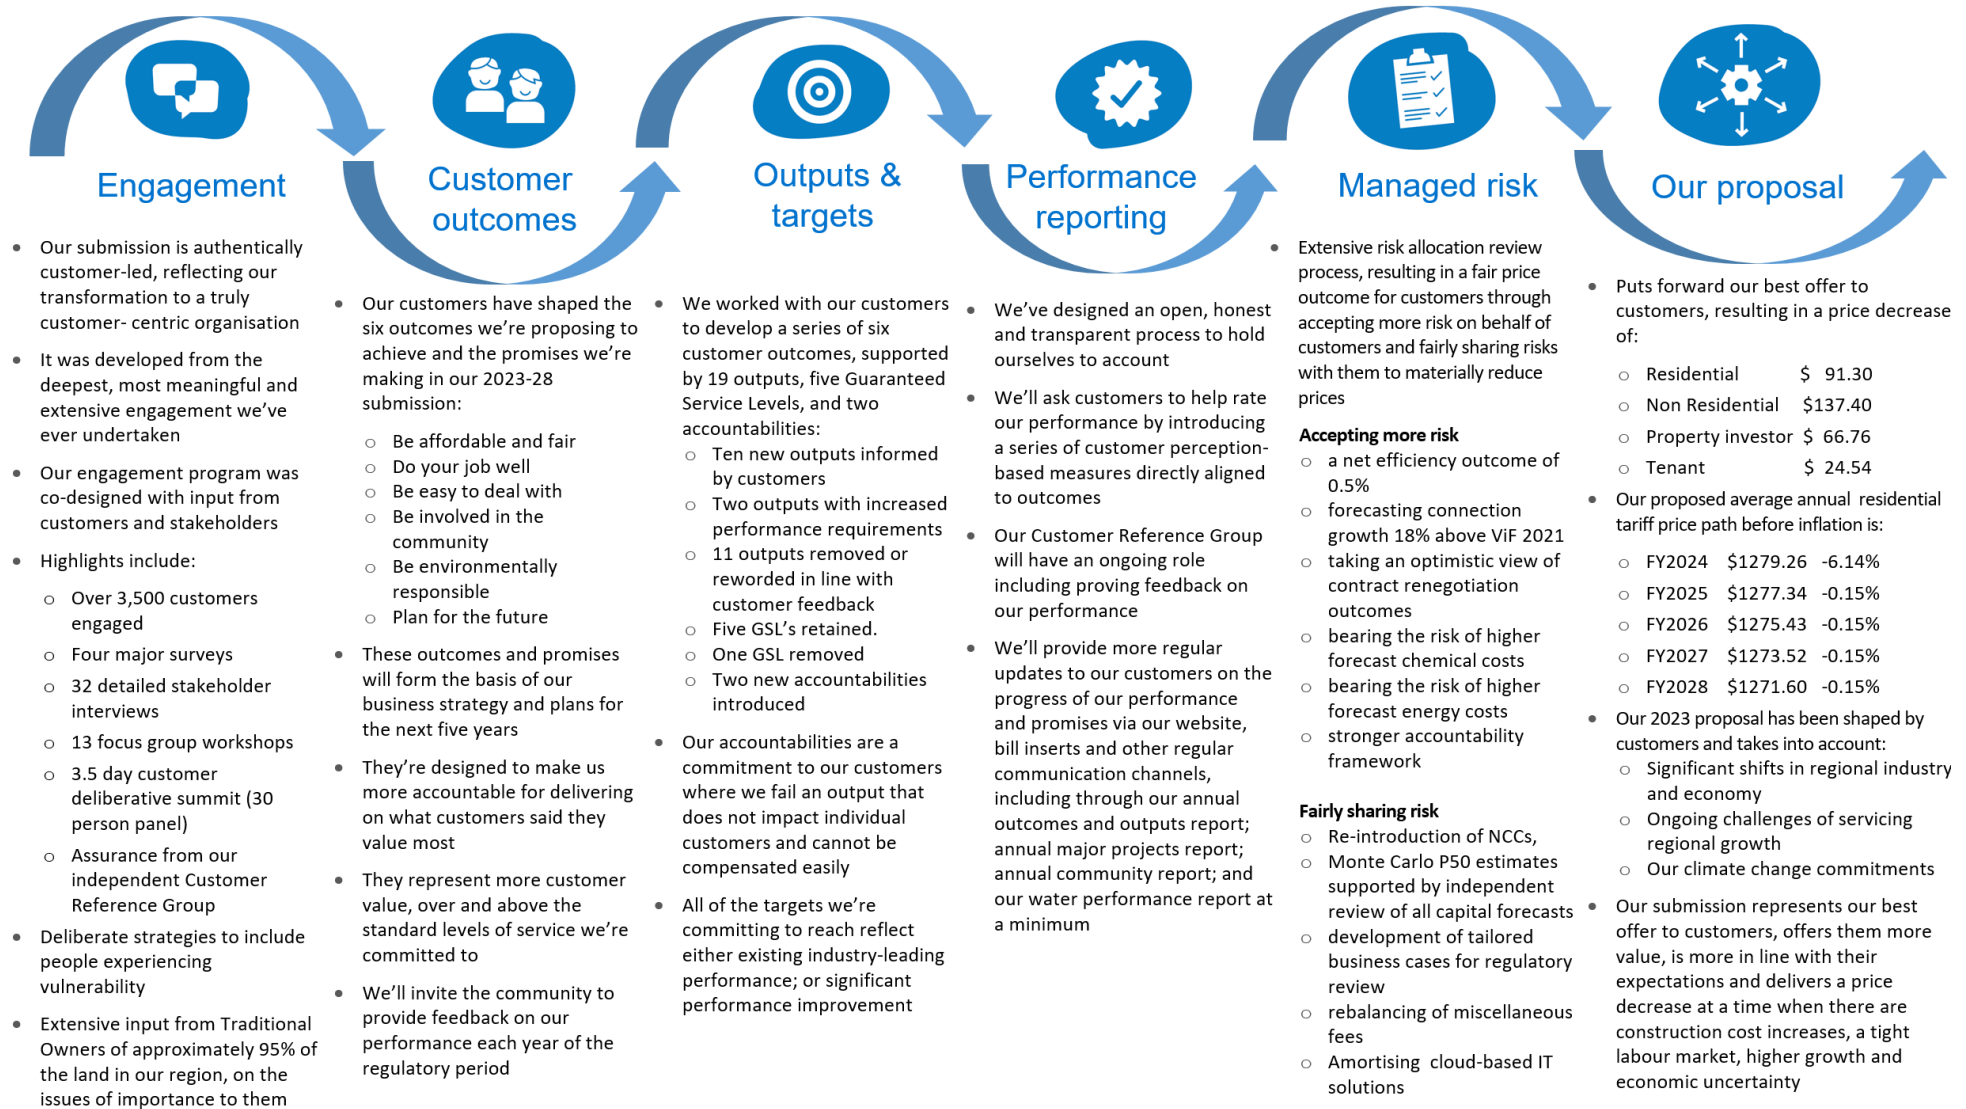 Engagement
• Our submission is authentically
customer-led, reflecting our
transformation to a truly
customer- centric organisation
• It was developed from the
deepest, most meaningful and
extensive engagement we’ve
ever undertaken
• Our engagement program was
co-designed with input from
customers and stakeholders
• Highlights include:
o Over 3,500 customers
engaged
o Four major surveys
o 32 detailed stakeholder
interviews
o 13 focus group workshops
o 3.5 day customer
deliberative summit (30
person panel)
o Assurance from our
independent Customer
Reference Group
• Deliberate strategies to include
people experiencing
vulnerability
• Extensive input from Traditional
Owners of approximately 95% of
the land in our region, on the
issues of importance to them
Customer
outcomes
• Our customers have shaped the
six outcomes we’re proposing to
achieve and the promises we’re
making in our 2023-28
submission:
o Be affordable and fair
o Do your job well
o Be easy to deal with
o Be involved in the
community
o Be environmentally
responsible
o Plan for the future
• These outcomes and promises
will form the basis of our
business strategy and plans for
the next five years
• They’re designed to make us
more accountable for delivering
on what customers said they
value most
• They represent more customer
value, over and above the
standard levels of service we’re
committed to
• We’ll invite the community to
provide feedback on our
performance each year of the
regulatory period
Outputs &
targets
• We worked with our customers
to develop a series of six
customer outcomes, supported
by 19 outputs, five Guaranteed
Service Levels, and two
accountabilities:
o Ten new outputs informed
by customers
o Two outputs with increased
performance requirements
o 11 outputs removed or
reworded in line with
customer feedback
o Five GSL’s retained.
o One GSL removed
o Two new accountabilities
introduced
• Our accountabilities are a
commitment to our customers
where we fail an output that
does not impact individual
customers and cannot be
compensated easily
• All of the targets we’re
committing to reach reflect
either existing industry-leading
performance; or significant
performance improvement
Performance
reporting
• We’ve designed an open, honest
and transparent process to hold
ourselves to account
• We’ll ask customers to help rate
our performance by introducing
a series of customer perception-
based measures directly aligned
to outcomes
• Our Customer Reference Group
will have an ongoing role
including proving feedback on
our performance
• We’ll provide more regular
updates to our customers on the
progress of our performance
and promises via our website,
bill inserts and other regular
communication channels,
including through our annual
outcomes and outputs report;
annual major projects report;
annual community report; and
our water performance report at
a minimum
Managed risk
• Extensive risk allocation review
process, resulting in a fair price
outcome for customers through
accepting more risk on behalf of
customers and fairly sharing risks
with them to materially reduce
prices
Accepting more risk
o a net efficiency outcome of
0.5%
o forecasting connection
growth 18% above ViF 2021
o taking an optimistic view of
contract renegotiation
outcomes
o bearing the risk of higher
forecast chemical costs
o bearing the risk of higher
forecast energy costs
o stronger accountability
framework
Fairly sharing risk
o Re-introduction of NCCs,
o Monte Carlo P50 estimates
supported by independent
review of all capital forecasts
o development of tailored
business cases for regulatory
review
o rebalancing of miscellaneous
fees
o Amortising cloud-based IT
solutions
Our proposal
• Puts forward our best offer to
customers, resulting in a price decrease
of:
o Residential $ 91.30
o Non Residential $137.40
o Property investor $ 66.76
o Tenant $ 24.54
• Our proposed average annual residential
tariff price path before inflation is:
o FY2024 $1279.26 -6.14%
o FY2025 $1277.34 -0.15%
o FY2026 $1275.43 -0.15%
o FY2027 $1273.52 -0.15%
o FY2028 $1271.60 -0.15%
• Our 2023 proposal has been shaped by
customers and takes into account:
o Significant shifts in regional industry
and economy
o Ongoing challenges of servicing
regional growth
o Our climate change commitments
• Our submission represents our best
offer to customers, offers them more
value, is more in line with their
expectations and delivers a price
decrease at a time when there are
construction cost increases, a tight
labour market, higher growth and
economic uncertainty